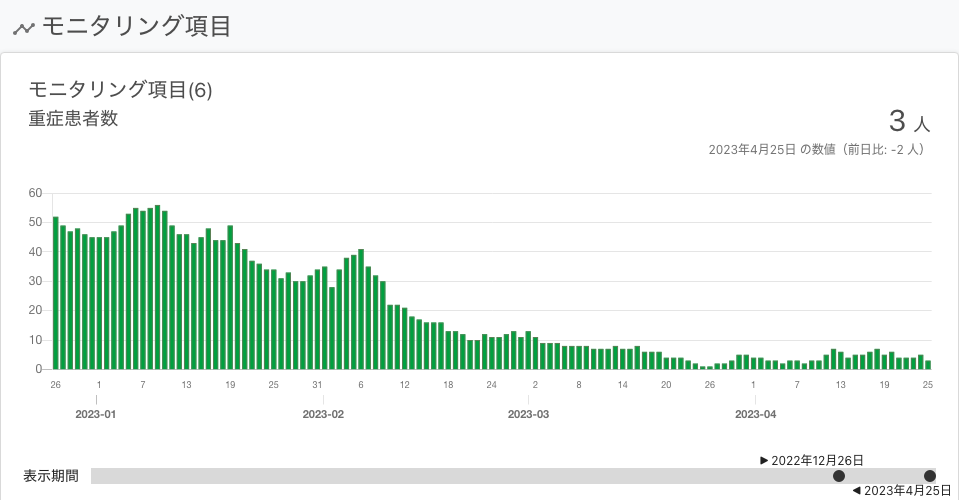 モニタリング項目
モニタリング項目(6)
重症患者数
3 人
2023年4月25日 の数値（前日比: -2 人）
60
50
40
30
20
10
0
26 1 7 13 19 25 31 6 12 18 24 2 8 14 20 26 1 7 13 19 25
2023-01 2023-02 2023-03 2023-04
2022年12月26日
表示期間
2023年4月25日